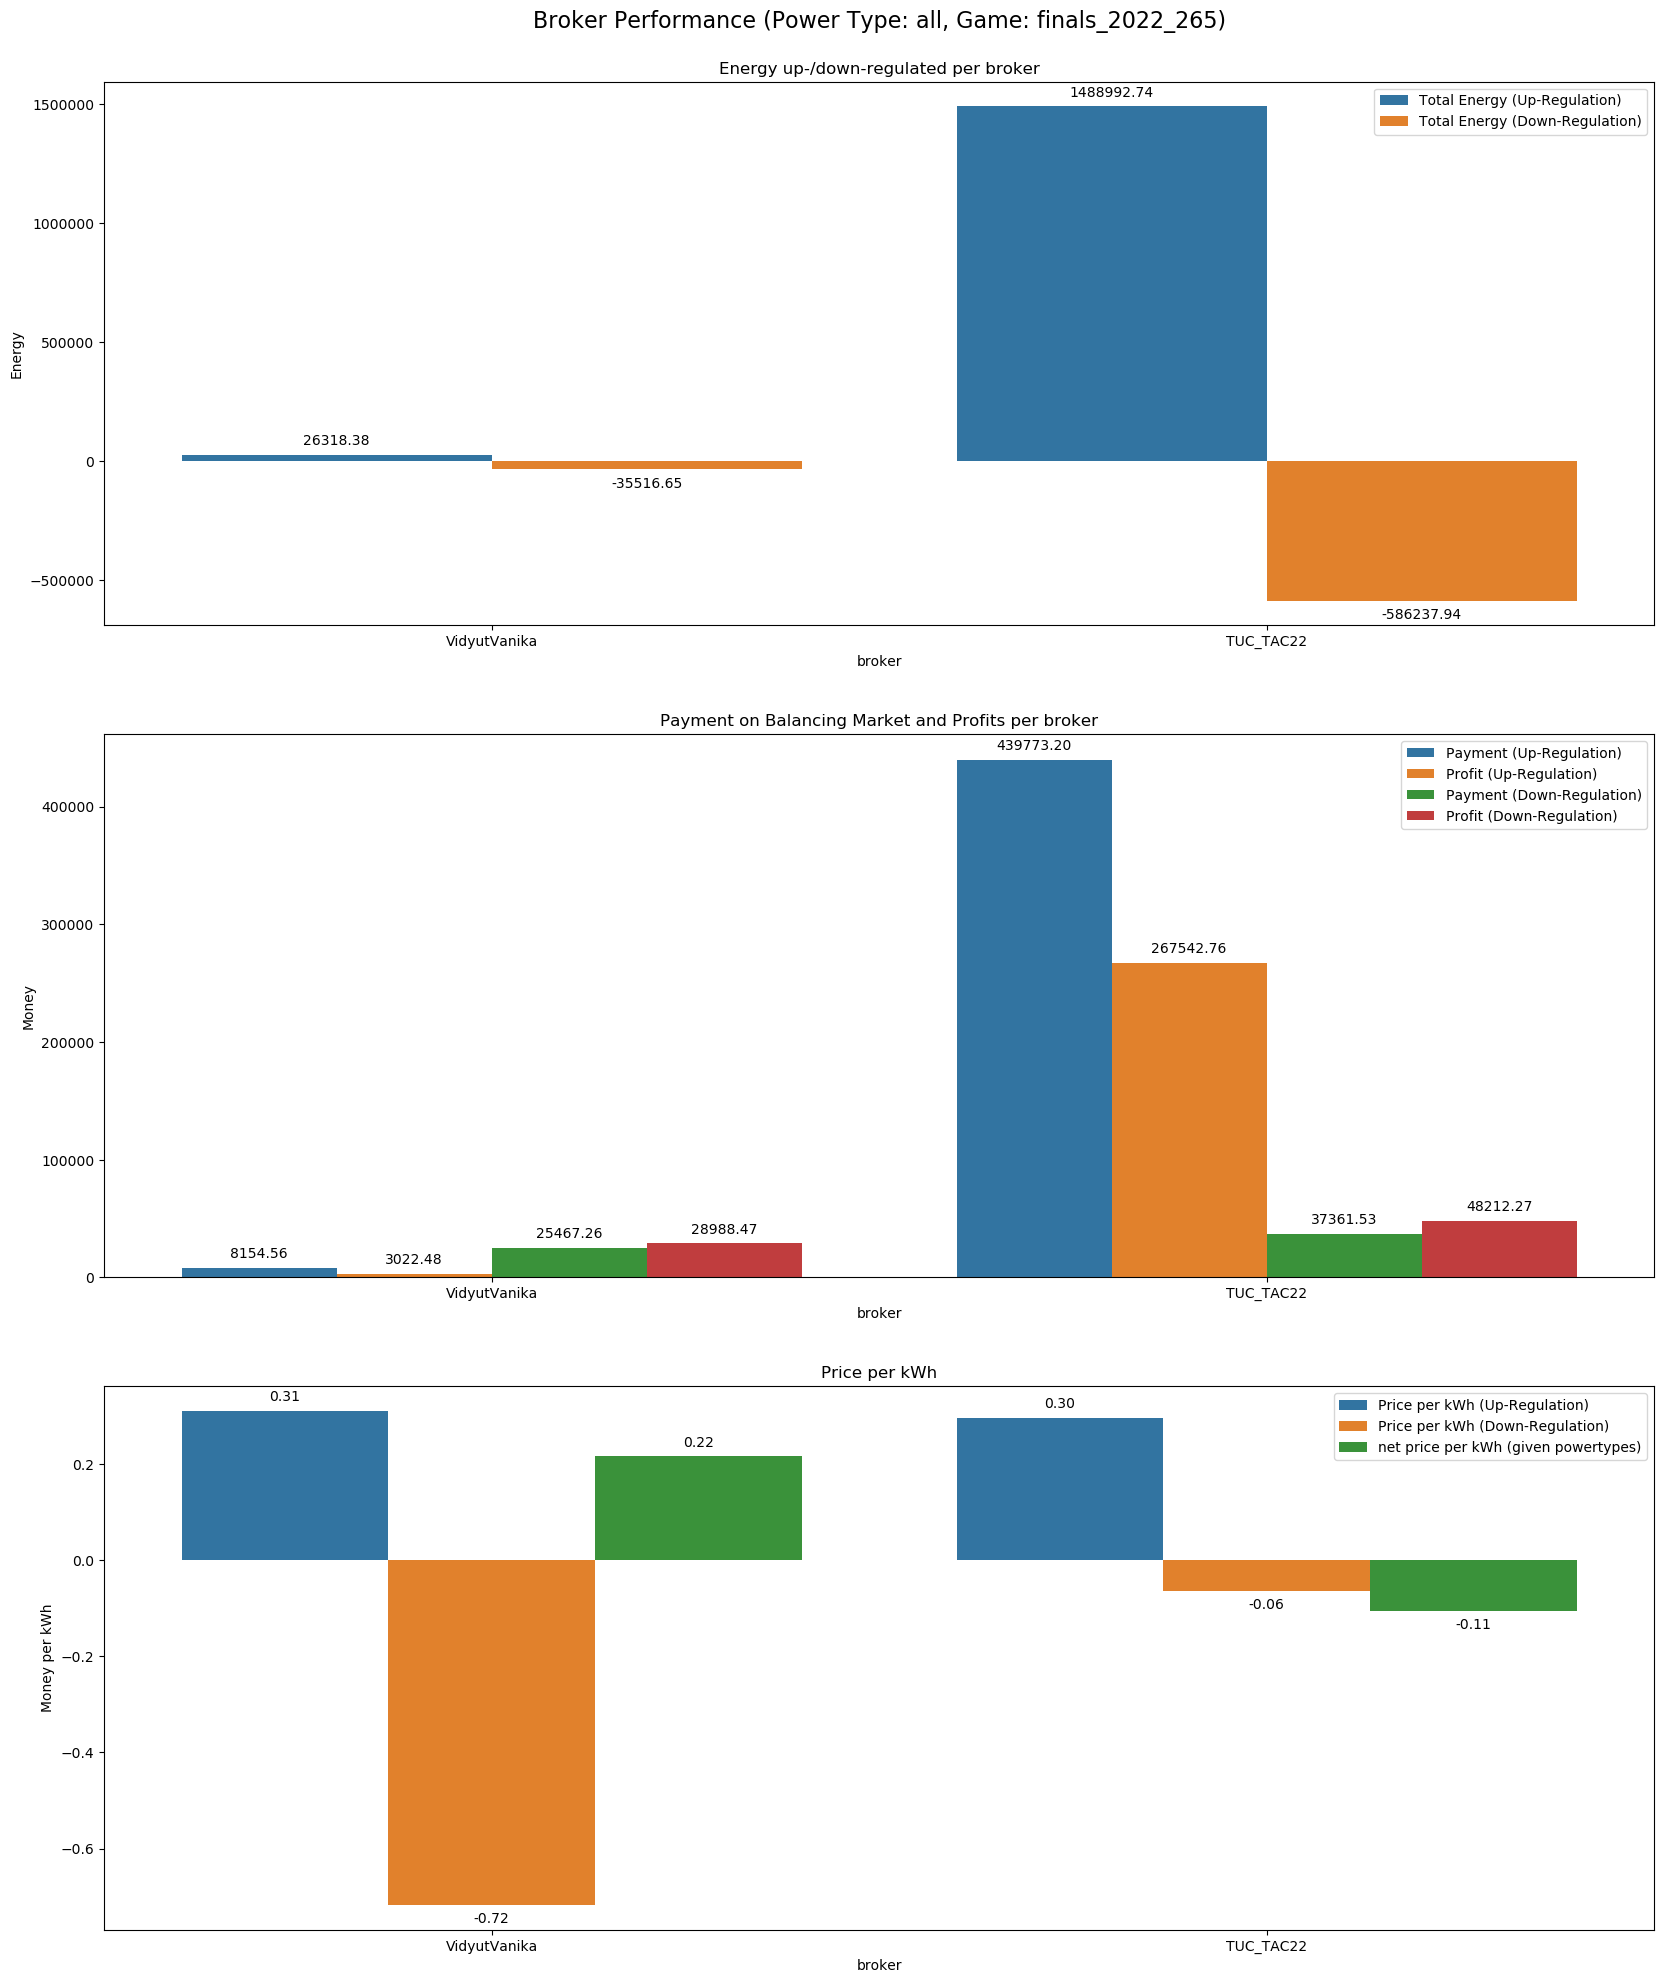 Broker Performance (Power Type: all, Game: finals_2022_265)
Energy up-/down-regulated per broker
1488992.74
Total Energy (Up-Regulation)
Total Energy (Down-Regulation)
1500000
1000000
500000
0
−500000
Energy
26318.38
-35516.65
-586237.94
VidyutVanika
TUC_TAC22
broker
Payment on Balancing Market and Profits per broker
439773.20
Payment (Up-Regulation)
Profit (Up-Regulation)
Payment (Down-Regulation)
Profit (Down-Regulation)
400000
300000
200000
100000
0
Money
267542.76
8154.56
3022.48
25467.26
28988.47
37361.53
48212.27
VidyutVanika
TUC_TAC22
broker
Price per kWh
0.31
0.30
Price per kWh (Up-Regulation)
Price per kWh (Down-Regulation)
net price per kWh (given powertypes)
0.22
0.2
0.0
−0.2
−0.4
−0.6
Money per kWh
-0.06
-0.11
-0.72
VidyutVanika
TUC_TAC22
broker